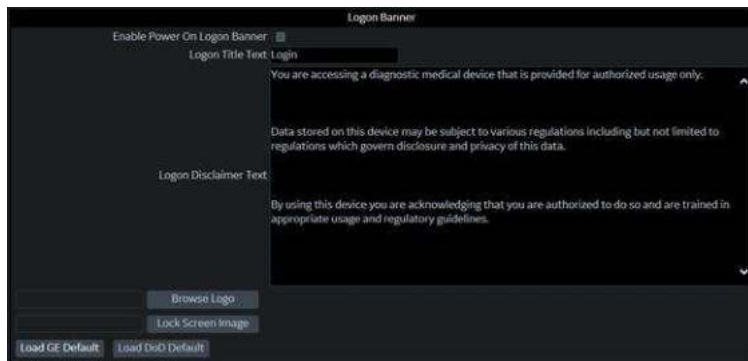 Logon Banner
Enable Power On Logon Banner
Logon Title Text Login
You are accessing a diagnostic medical device that is provided for authorized usage only.
Data stored on this device may be subject to various regulations including but not limited to
regulations which govern disclosure and privacy of this data.
Logon Disclaimer Text
By using this device you are acknowledging that you are authorized to do so and are trained in
appropriate usage and regulatory guidelines.
Browse Logo
Lock Screen Image
Load GE Default Load DoD Default